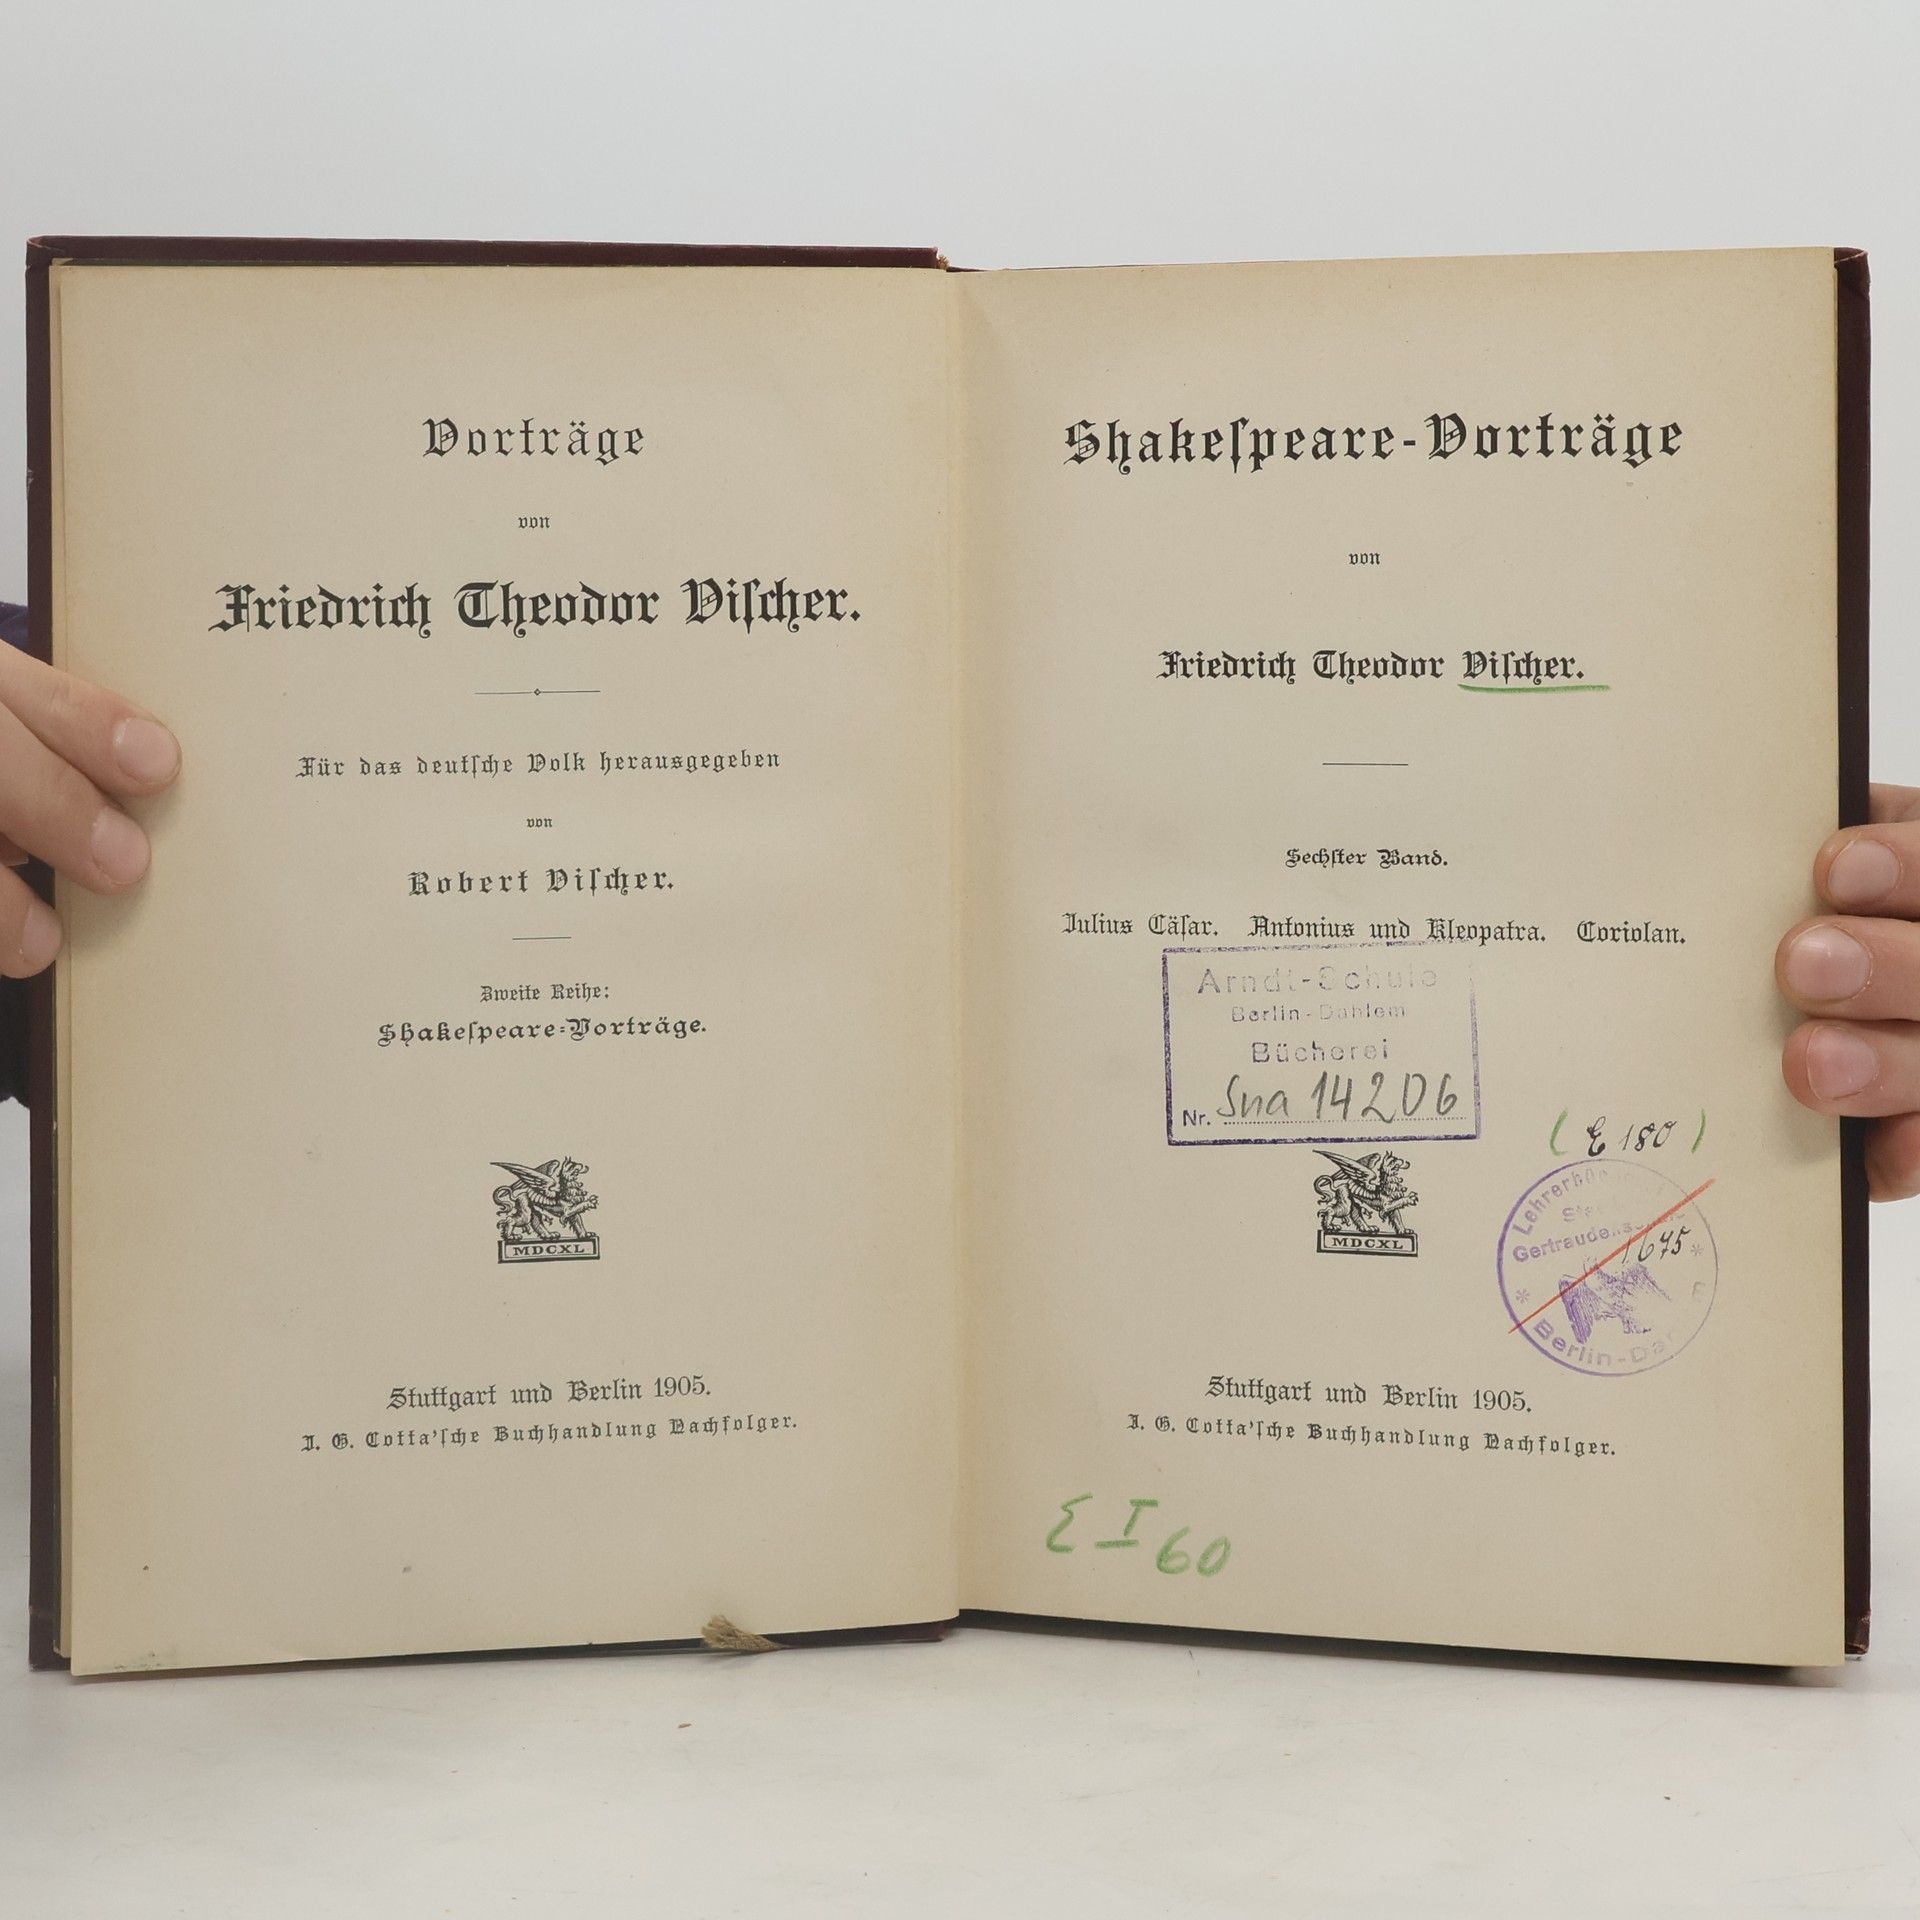 Vorträge
von
Friedrich Theodor Viſcher.
Für das deutſche Volk herausgegeben
von
Robert Viſcher.
Zweite Reihe:
Shakeſpeare-Vorträge.
MDCXL
Stuttgart und Berlin 1905.
J. G. Cotta'ſche Buchhandlung Nachfolger.
Shakeſpeare-Vorträge
von
Friedrich Theodor Viſcher.
Sechſter Band.
Julius Cäſar. Antonius und Kleopatra. Coriolan.
Arndt-Schule
Berlin-Dahlem
Bücherei
Nr. Sna 14206
(E 180)
1675
Berlin-
MDCXL
Stuttgart und Berlin 1905.
J. G. Cotta'ſche Buchhandlung Nachfolger.
E I 60